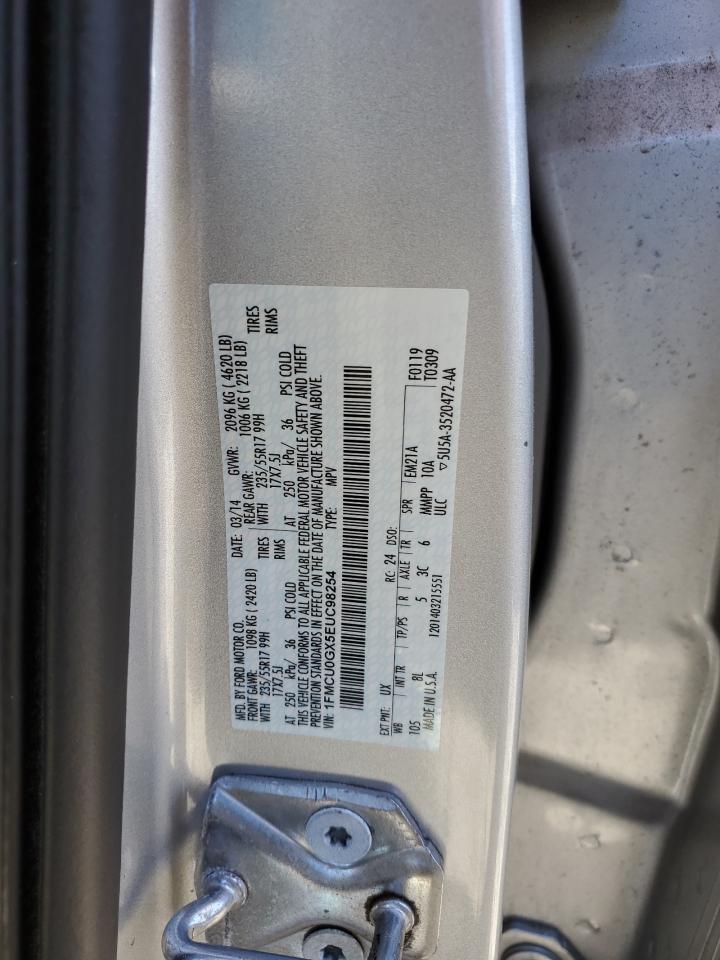 MFD. BY FORD MOTOR CO.
DATE: 03/14 GVWR: 2096 KG ( 4620 LB)
FRONT GAWR: 1098 KG (2420 LB) REAR GAWR: 1006 KG ( 2218 LB)
WITH 235/55R17 99H TIRES WITH 235/55R17 99H TIRES
17X7.5J RIMS 17X7.5J RIMS
AT 250 kPa/ 36 PSI COLD AT 250 kPa/ 36 PSI COLD
THIS VEHICLE CONFORMS TO ALL APPLICABLE FEDERAL MOTOR VEHICLE SAFETY AND THEFT
PREVENTION STANDARDS IN EFFECT ON THE DATE OF MANUFACTURE SHOWN ABOVE.
VIN: 1FMCU0GX5EUC98254 TYPE: MPV
EXT PNT: UX RC: 24 DSO: F0119
WB INT TR TP/PS R AXLE TR SPR EM21A T0309
105 8L 5 3C 6 MMPP 10A
MADE IN U.S.A. 1201403215551 ULC ▽5U5A-3520472-AA